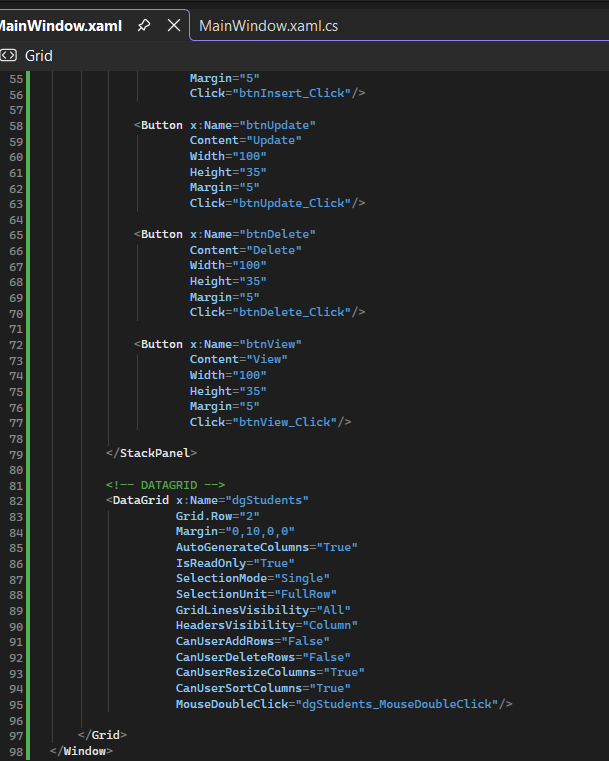 MainWindow.xaml MainWindow.xaml.cs
Grid
55 Margin="5"
56 Click="btnInsert_Click"/>
57
58 <Button x:Name="btnUpdate"
59 Content="Update"
60 Width="100"
61 Height="35"
62 Margin="5"
63 Click="btnUpdate_Click"/>
64
65 <Button x:Name="btnDelete"
66 Content="Delete"
67 Width="100"
68 Height="35"
69 Margin="5"
70 Click="btnDelete_Click"/>
71
72 <Button x:Name="btnView"
73 Content="View"
74 Width="100"
75 Height="35"
76 Margin="5"
77 Click="btnView_Click"/>
78
79 </StackPanel>
80
81 <!-- DATAGRID -->
82 <DataGrid x:Name="dgStudents"
83 Grid.Row="2"
84 Margin="0,10,0,0"
85 AutoGenerateColumns="True"
86 IsReadOnly="True"
87 SelectionMode="Single"
88 SelectionUnit="FullRow"
89 GridLinesVisibility="All"
90 HeadersVisibility="Column"
91 CanUserAddRows="False"
92 CanUserDeleteRows="False"
93 CanUserResizeColumns="True"
94 CanUserSortColumns="True"
95 MouseDoubleClick="dgStudents_MouseDoubleClick"/>
96
97 </Grid>
98 </Window>